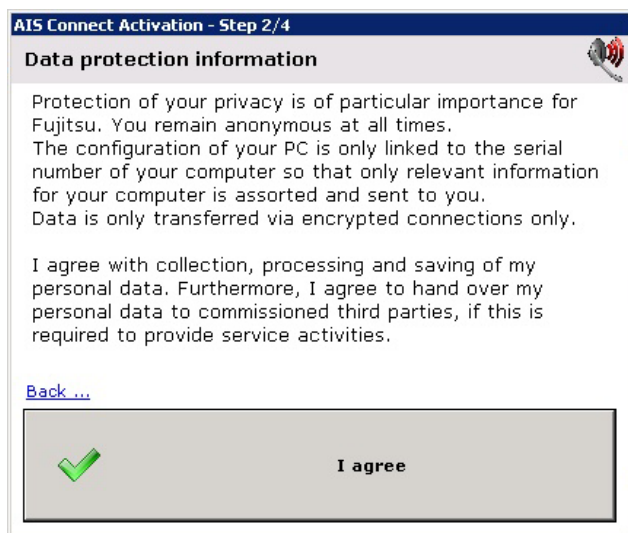 AIS Connect Activation - Step 2/4
Data protection information
Protection of your privacy is of particular importance for
Fujitsu. You remain anonymous at all times.
The configuration of your PC is only linked to the serial
number of your computer so that only relevant information
for your computer is assorted and sent to you.
Data is only transferred via encrypted connections only.
I agree with collection, processing and saving of my
personal data. Furthermore, I agree to hand over my
personal data to commissioned third parties, if this is
required to provide service activities.
Back ...
I agree